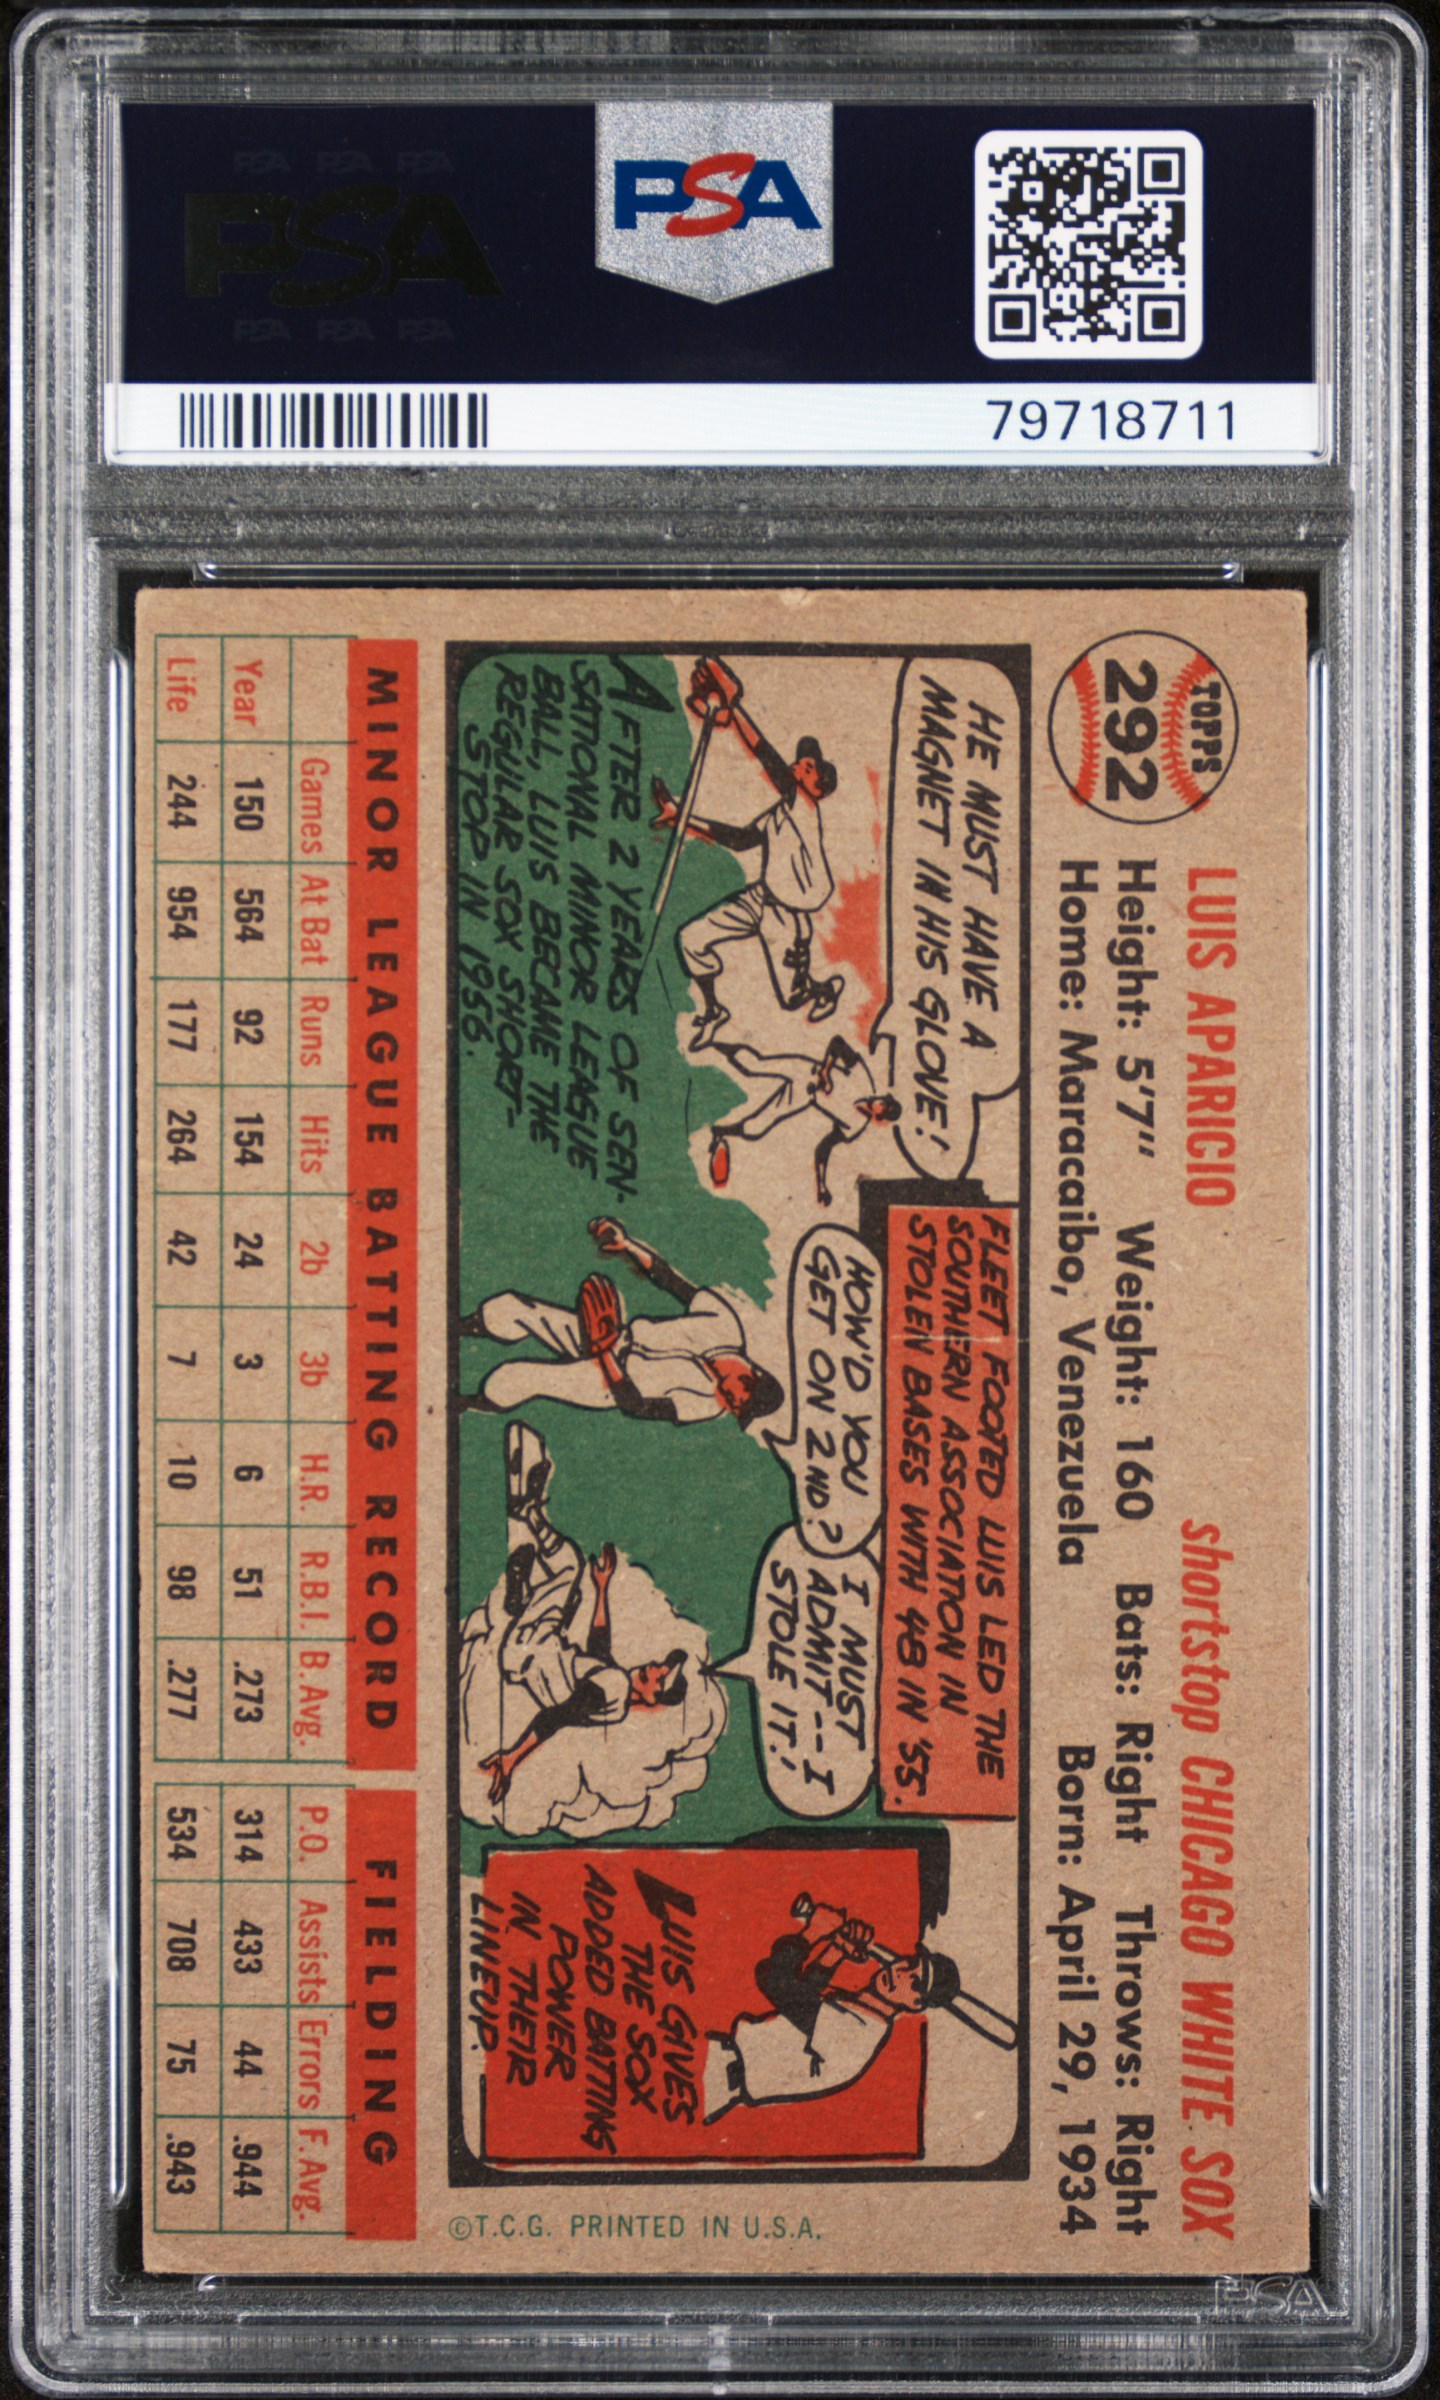 PSA PSA PSA
PSA
PSA PSA PSA
PSA
79718711
TOPPS
292
LUIS APARICIO
shortstop CHICAGO WHITE SOX
Height: 5'7" Weight: 160 Bats: Right Throws: Right
Home: Maracaibo, Venezuela Born: April 29, 1934
HE MUST HAVE A
MAGNET IN HIS GLOVE!
AFTER 2 YEARS OF SEN-
SATIONAL MINOR LEAGUE
BALL, LUIS BECAME THE
REGULAR SOX SHORT-
STOP IN 1956.
FLEET FOOTED LUIS LED THE
SOUTHERN ASSOCIATION IN
STOLEN BASES WITH 48 IN '55.
HOW'D YOU
GET ON 2ND?
I MUST
ADMIT--I
STOLE IT!
LUIS GIVES
THE SOX
ADDED BATTING
POWER
IN THEIR
LINEUP.
©T.C.G. PRINTED IN U.S.A.
MINOR LEAGUE BATTING RECORD FIELDING
Games At Bat Runs Hits 2b 3b H.R. R.B.I. B. Avg. P.O. Assists Errors F. Avg.
Year 150 564 92 154 24 3 6 51 .273 314 433 44 .944
Life 244 954 177 264 42 7 10 98 .277 534 708 75 .943
PSA